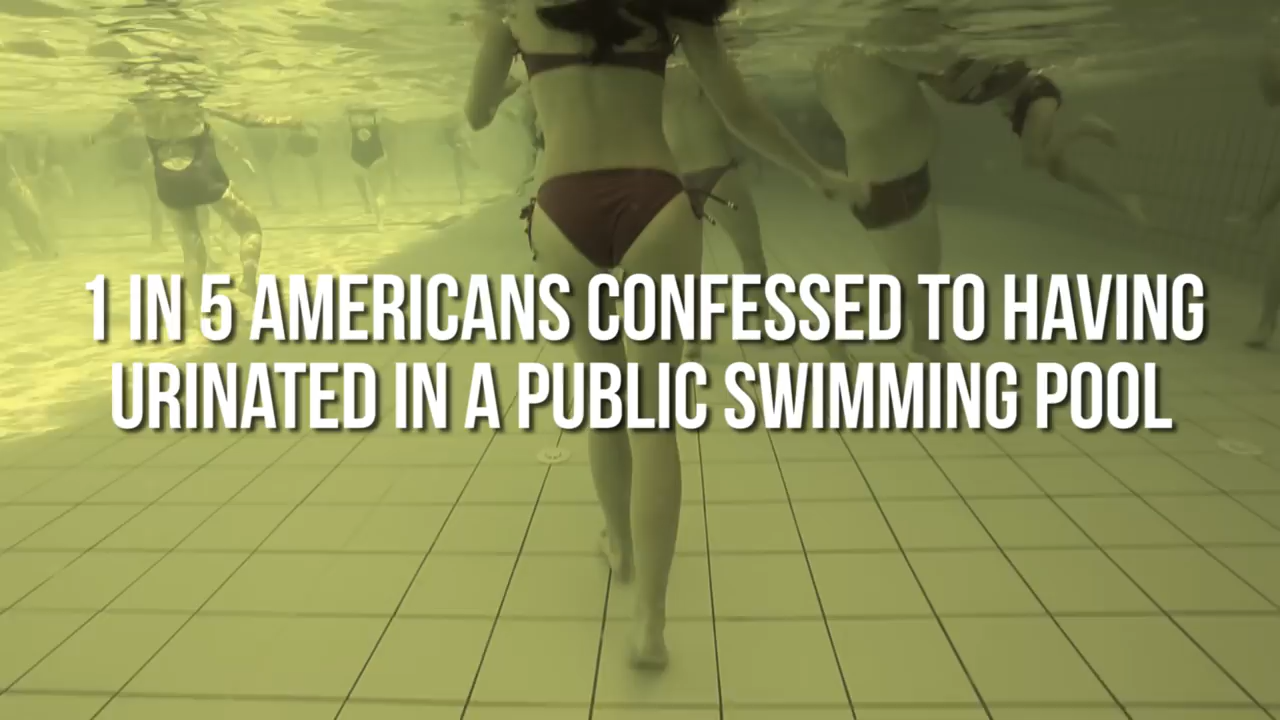 1 IN 5 AMERICANS CONFESSED TO HAVING
URINATED IN A PUBLIC SWIMMING POOL